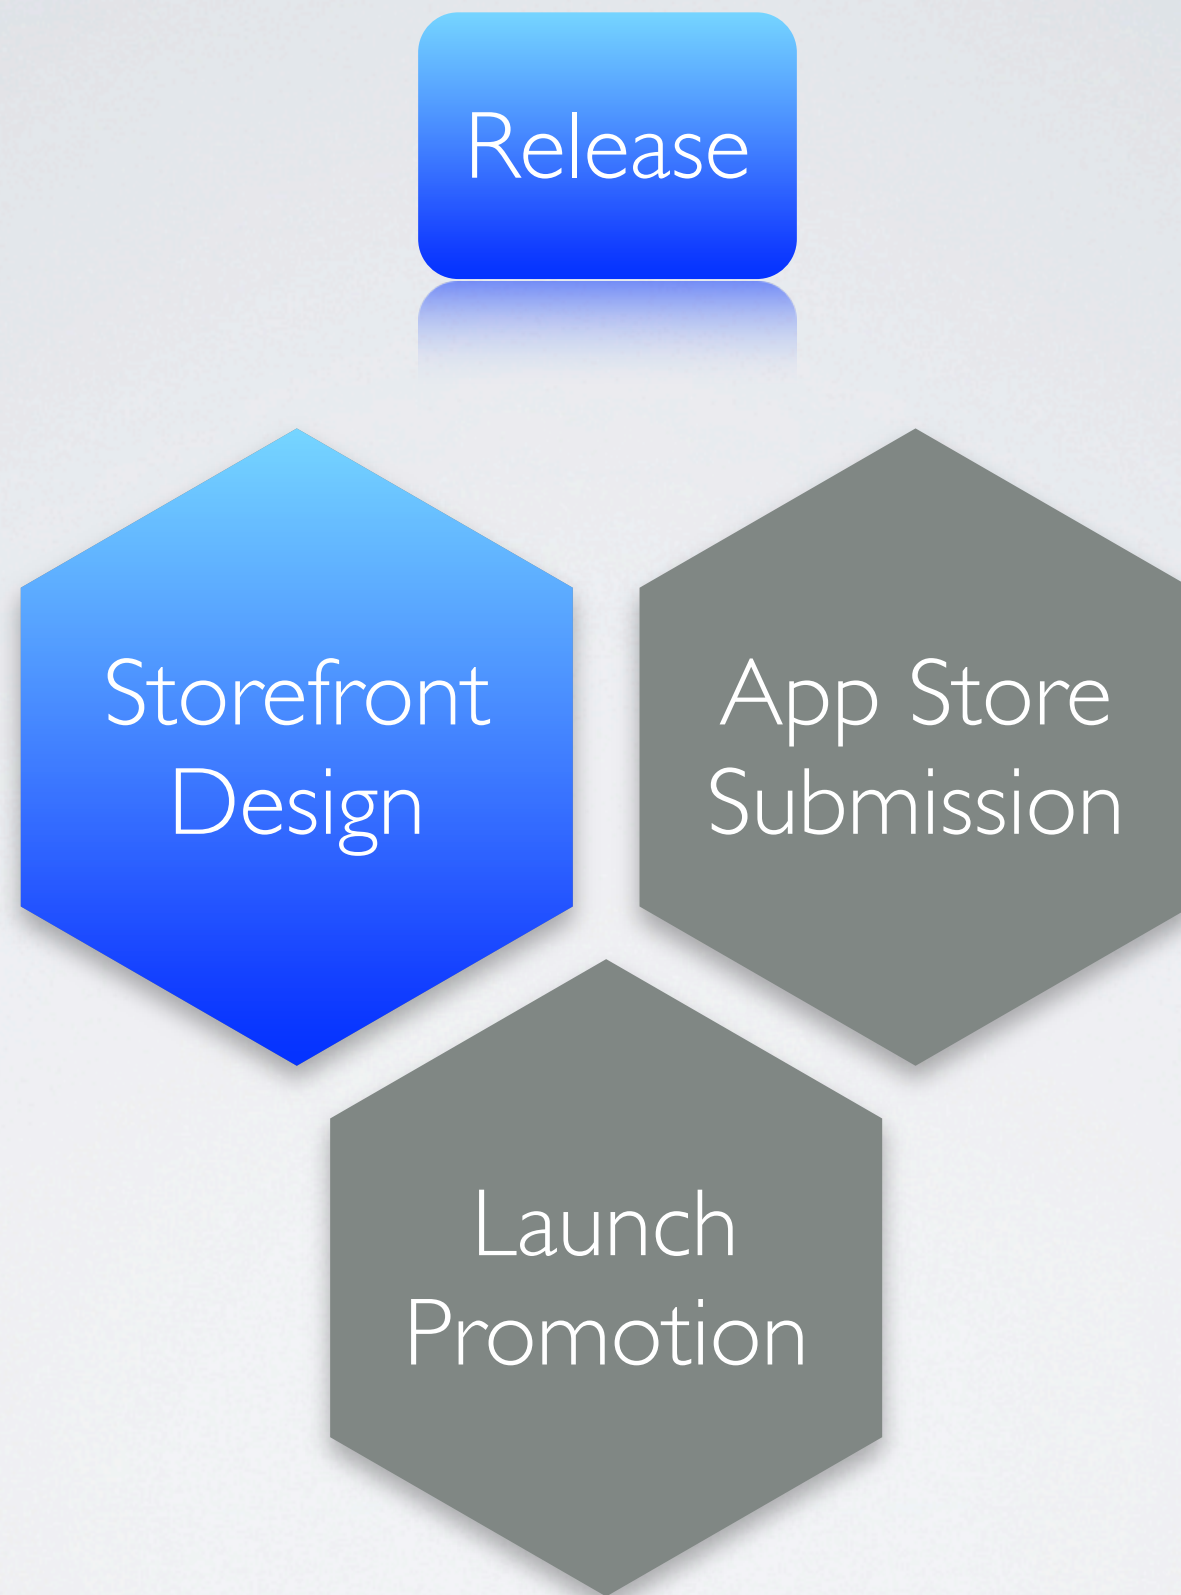 Release
Storefront
Design
App Store
Submission
Launch
Promotion